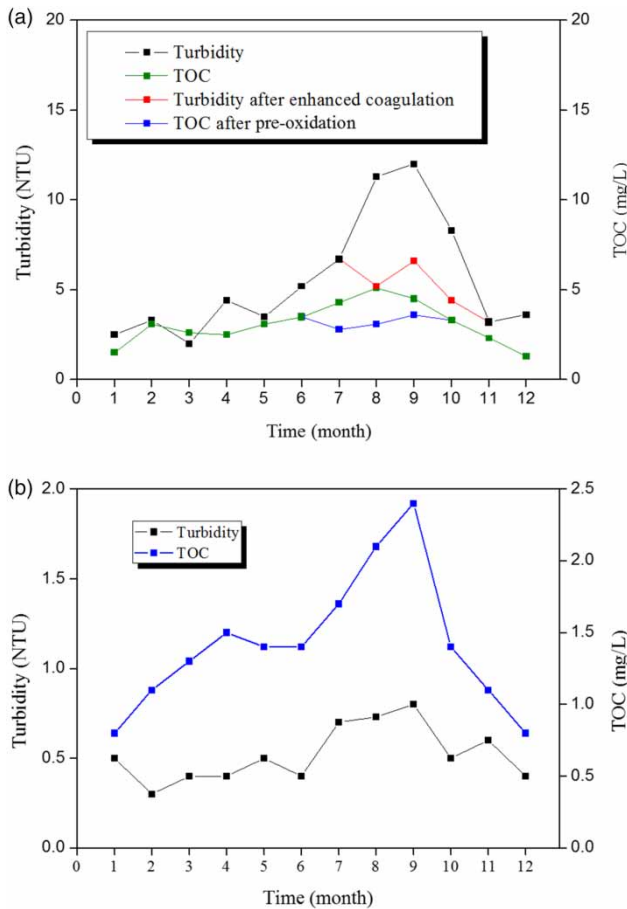 (a)
20
15
10
5
0
Turbidity (NTU)
Turbidity
TOC
Turbidity after enhanced coagulation
TOC after pre-oxidation
20
15
10
5
0
TOC (mg/L)
0 1 2 3 4 5 6 7 8 9 10 11 12
Time (month)
(b)
2.0
1.5
1.0
0.5
0.0
Turbidity (NTU)
Turbidity
TOC
2.5
2.0
1.5
1.0
0.5
0.0
TOC (mg/L)
0 1 2 3 4 5 6 7 8 9 10 11 12
Time (month)